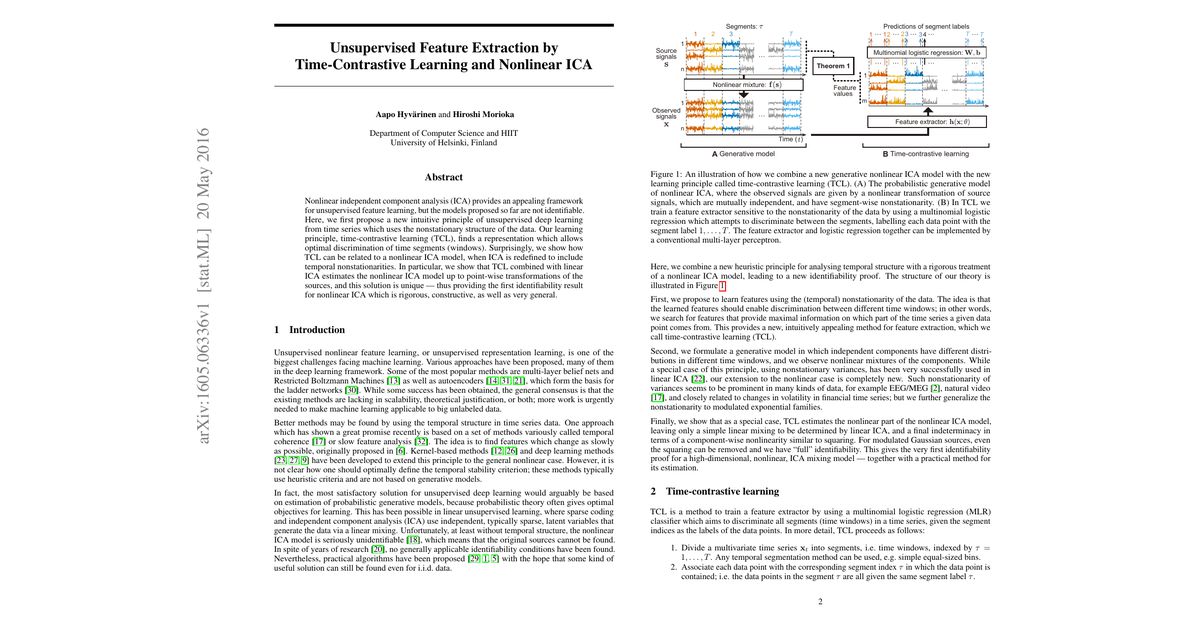 arXiv:1605.06336v1 [stat.ML] 20 May 2016
Unsupervised Feature Extraction by
Time-Contrastive Learning and Nonlinear ICA
Aapo Hyvärinen and Hiroshi Morioka
Department of Computer Science and HIIT
University of Helsinki, Finland
Abstract
Nonlinear independent component analysis (ICA) provides an appealing framework
for unsupervised feature learning, but the models proposed so far are not identifiable.
Here, we first propose a new intuitive principle of unsupervised deep learning
from time series which uses the nonstationary structure of the data. Our learning
principle, time-contrastive learning (TCL), finds a representation which allows
optimal discrimination of time segments (windows). Surprisingly, we show how
TCL can be related to a nonlinear ICA model, when ICA is redefined to include
temporal nonstationarities. In particular, we show that TCL combined with linear
ICA estimates the nonlinear ICA model up to point-wise transformations of the
sources, and this solution is unique — thus providing the first identifiability result
for nonlinear ICA which is rigorous, constructive, as well as very general.
1 Introduction
Unsupervised nonlinear feature learning, or unsupervised representation learning, is one of the
biggest challenges facing machine learning. Various approaches have been proposed, many of them
in the deep learning framework. Some of the most popular methods are multi-layer belief nets and
Restricted Boltzmann Machines [13] as well as autoencoders [14, 31, 21], which form the basis for
the ladder networks [30]. While some success has been obtained, the general consensus is that the
existing methods are lacking in scalability, theoretical justification, or both; more work is urgently
needed to make machine learning applicable to big unlabeled data.
Better methods may be found by using the temporal structure in time series data. One approach
which has shown a great promise recently is based on a set of methods variously called temporal
coherence [17] or slow feature analysis [32]. The idea is to find features which change as slowly
as possible, originally proposed in [6]. Kernel-based methods [12, 26] and deep learning methods
[23, 27, 9] have been developed to extend this principle to the general nonlinear case. However, it is
not clear how one should optimally define the temporal stability criterion; these methods typically
use heuristic criteria and are not based on generative models.
In fact, the most satisfactory solution for unsupervised deep learning would arguably be based
on estimation of probabilistic generative models, because probabilistic theory often gives optimal
objectives for learning. This has been possible in linear unsupervised learning, where sparse coding
and independent component analysis (ICA) use independent, typically sparse, latent variables that
generate the data via a linear mixing. Unfortunately, at least without temporal structure, the nonlinear
ICA model is seriously unidentifiable [18], which means that the original sources cannot be found.
In spite of years of research [20], no generally applicable identifiability conditions have been found.
Nevertheless, practical algorithms have been proposed [29, 1, 5] with the hope that some kind of
useful solution can still be found even for i.i.d. data.
Segments: τ
1 2 3 ... 7
Source
signals
s
1
n
Nonlinear mixture: f(s)
Observed
signals
x
1
n
Time (t)
A Generative model
Theorem 1
Predictions of segment labels
1 ... 12 ... 23 ... 34 ... 7 ... 7
Multinomial logistic regression: W, b
Feature
values
1
m
Feature extractor: h(x; θ)
B Time-contrastive learning
Figure 1: An illustration of how we combine a new generative nonlinear ICA model with the new
learning principle called time-contrastive learning (TCL). (A) The probabilistic generative model
of nonlinear ICA, where the observed signals are given by a nonlinear transformation of source
signals, which are mutually independent, and have segment-wise nonstationarity. (B) In TCL we
train a feature extractor sensitive to the nonstationarity of the data by using a multinomial logistic
regression which attempts to discriminate between the segments, labelling each data point with the
segment label 1, . . . , T. The feature extractor and logistic regression together can be implemented by
a conventional multi-layer perceptron.
Here, we combine a new heuristic principle for analysing temporal structure with a rigorous treatment
of a nonlinear ICA model, leading to a new identifiability proof. The structure of our theory is
illustrated in Figure 1.
First, we propose to learn features using the (temporal) nonstationarity of the data. The idea is that
the learned features should enable discrimination between different time windows; in other words,
we search for features that provide maximal information on which part of the time series a given data
point comes from. This provides a new, intuitively appealing method for feature extraction, which we
call time-contrastive learning (TCL).
Second, we formulate a generative model in which independent components have different distri-
butions in different time windows, and we observe nonlinear mixtures of the components. While
a special case of this principle, using nonstationary variances, has been very successfully used in
linear ICA [22], our extension to the nonlinear case is completely new. Such nonstationarity of
variances seems to be prominent in many kinds of data, for example EEG/MEG [2], natural video
[17], and closely related to changes in volatility in financial time series; but we further generalize the
nonstationarity to modulated exponential families.
Finally, we show that as a special case, TCL estimates the nonlinear part of the nonlinear ICA model,
leaving only a simple linear mixing to be determined by linear ICA, and a final indeterminacy in
terms of a component-wise nonlinearity similar to squaring. For modulated Gaussian sources, even
the squaring can be removed and we have “full” identifiability. This gives the very first identifiability
proof for a high-dimensional, nonlinear, ICA mixing model — together with a practical method for
its estimation.
2 Time-contrastive learning
TCL is a method to train a feature extractor by using a multinomial logistic regression (MLR)
classifier which aims to discriminate all segments (time windows) in a time series, given the segment
indices as the labels of the data points. In more detail, TCL proceeds as follows:
1. Divide a multivariate time series xt into segments, i.e. time windows, indexed by τ =
1, . . . , T. Any temporal segmentation method can be used, e.g. simple equal-sized bins.
2. Associate each data point with the corresponding segment index τ in which the data point is
contained; i.e. the data points in the segment τ are all given the same segment label τ.
2